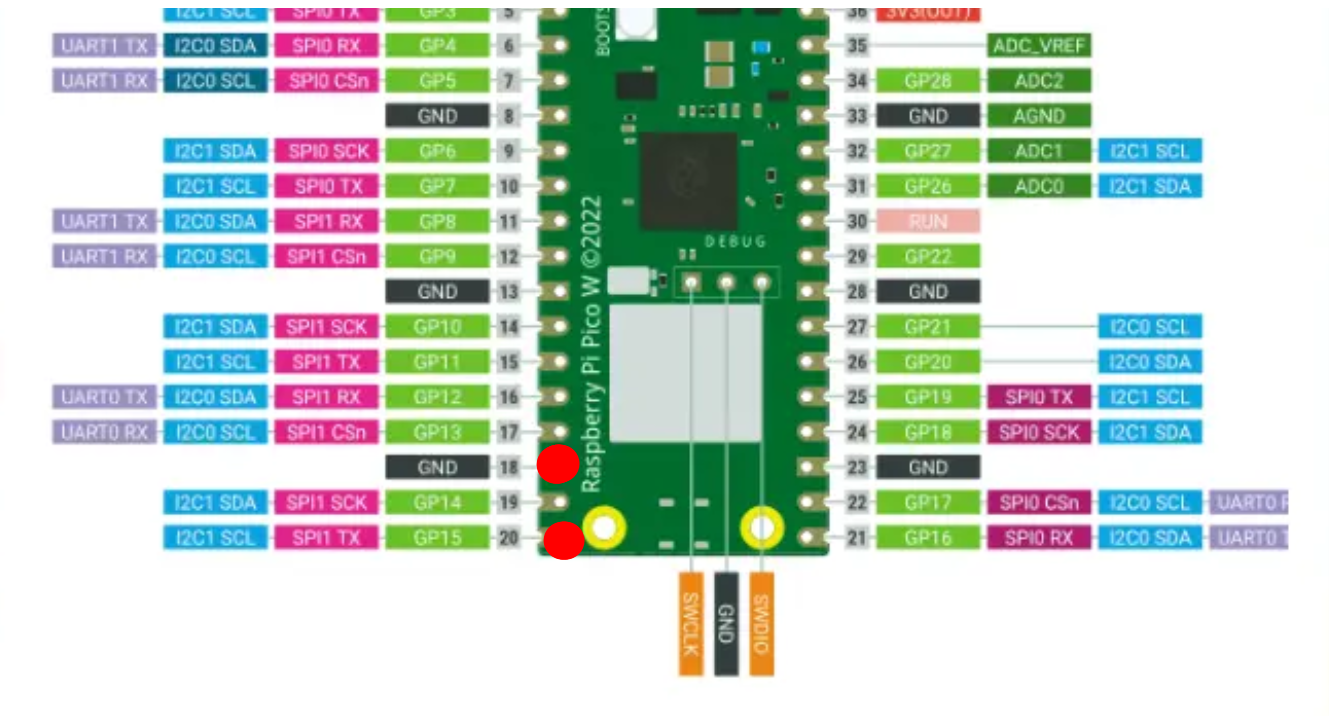 I2C1 SCL SPI0 TX GP3 5
UART1 TX I2C0 SDA SPI0 RX GP4 6
UART1 RX I2C0 SCL SPI0 CSn GP5 7
GND 8
I2C1 SDA SPI0 SCK GP6 9
I2C1 SCL SPI0 TX GP7 10
UART1 TX I2C0 SDA SPI1 RX GP8 11
UART1 RX I2C0 SCL SPI1 CSn GP9 12
GND 13
I2C1 SDA SPI1 SCK GP10 14
I2C1 SCL SPI1 TX GP11 15
UART0 TX I2C0 SDA SPI1 RX GP12 16
UART0 RX I2C0 SCL SPI1 CSn GP13 17
GND 18
I2C1 SDA SPI1 SCK GP14 19
I2C1 SCL SPI1 TX GP15 20
BOOTS
Raspberry Pi Pico W ©2022
DEBUG
36 3V3(OUT)
35 ADC_VREF
34 GP28 ADC2
33 GND AGND
32 GP27 ADC1 I2C1 SCL
31 GP26 ADC0 I2C1 SDA
30 RUN
29 GP22
28 GND
27 GP21 I2C0 SCL
26 GP20 I2C0 SDA
25 GP19 SPI0 TX I2C1 SCL
24 GP18 SPI0 SCK I2C1 SDA
23 GND
22 GP17 SPI0 CSn I2C0 SCL UART0
21 GP16 SPI0 RX I2C0 SDA UART0
SWCLK
GND
SWDIO